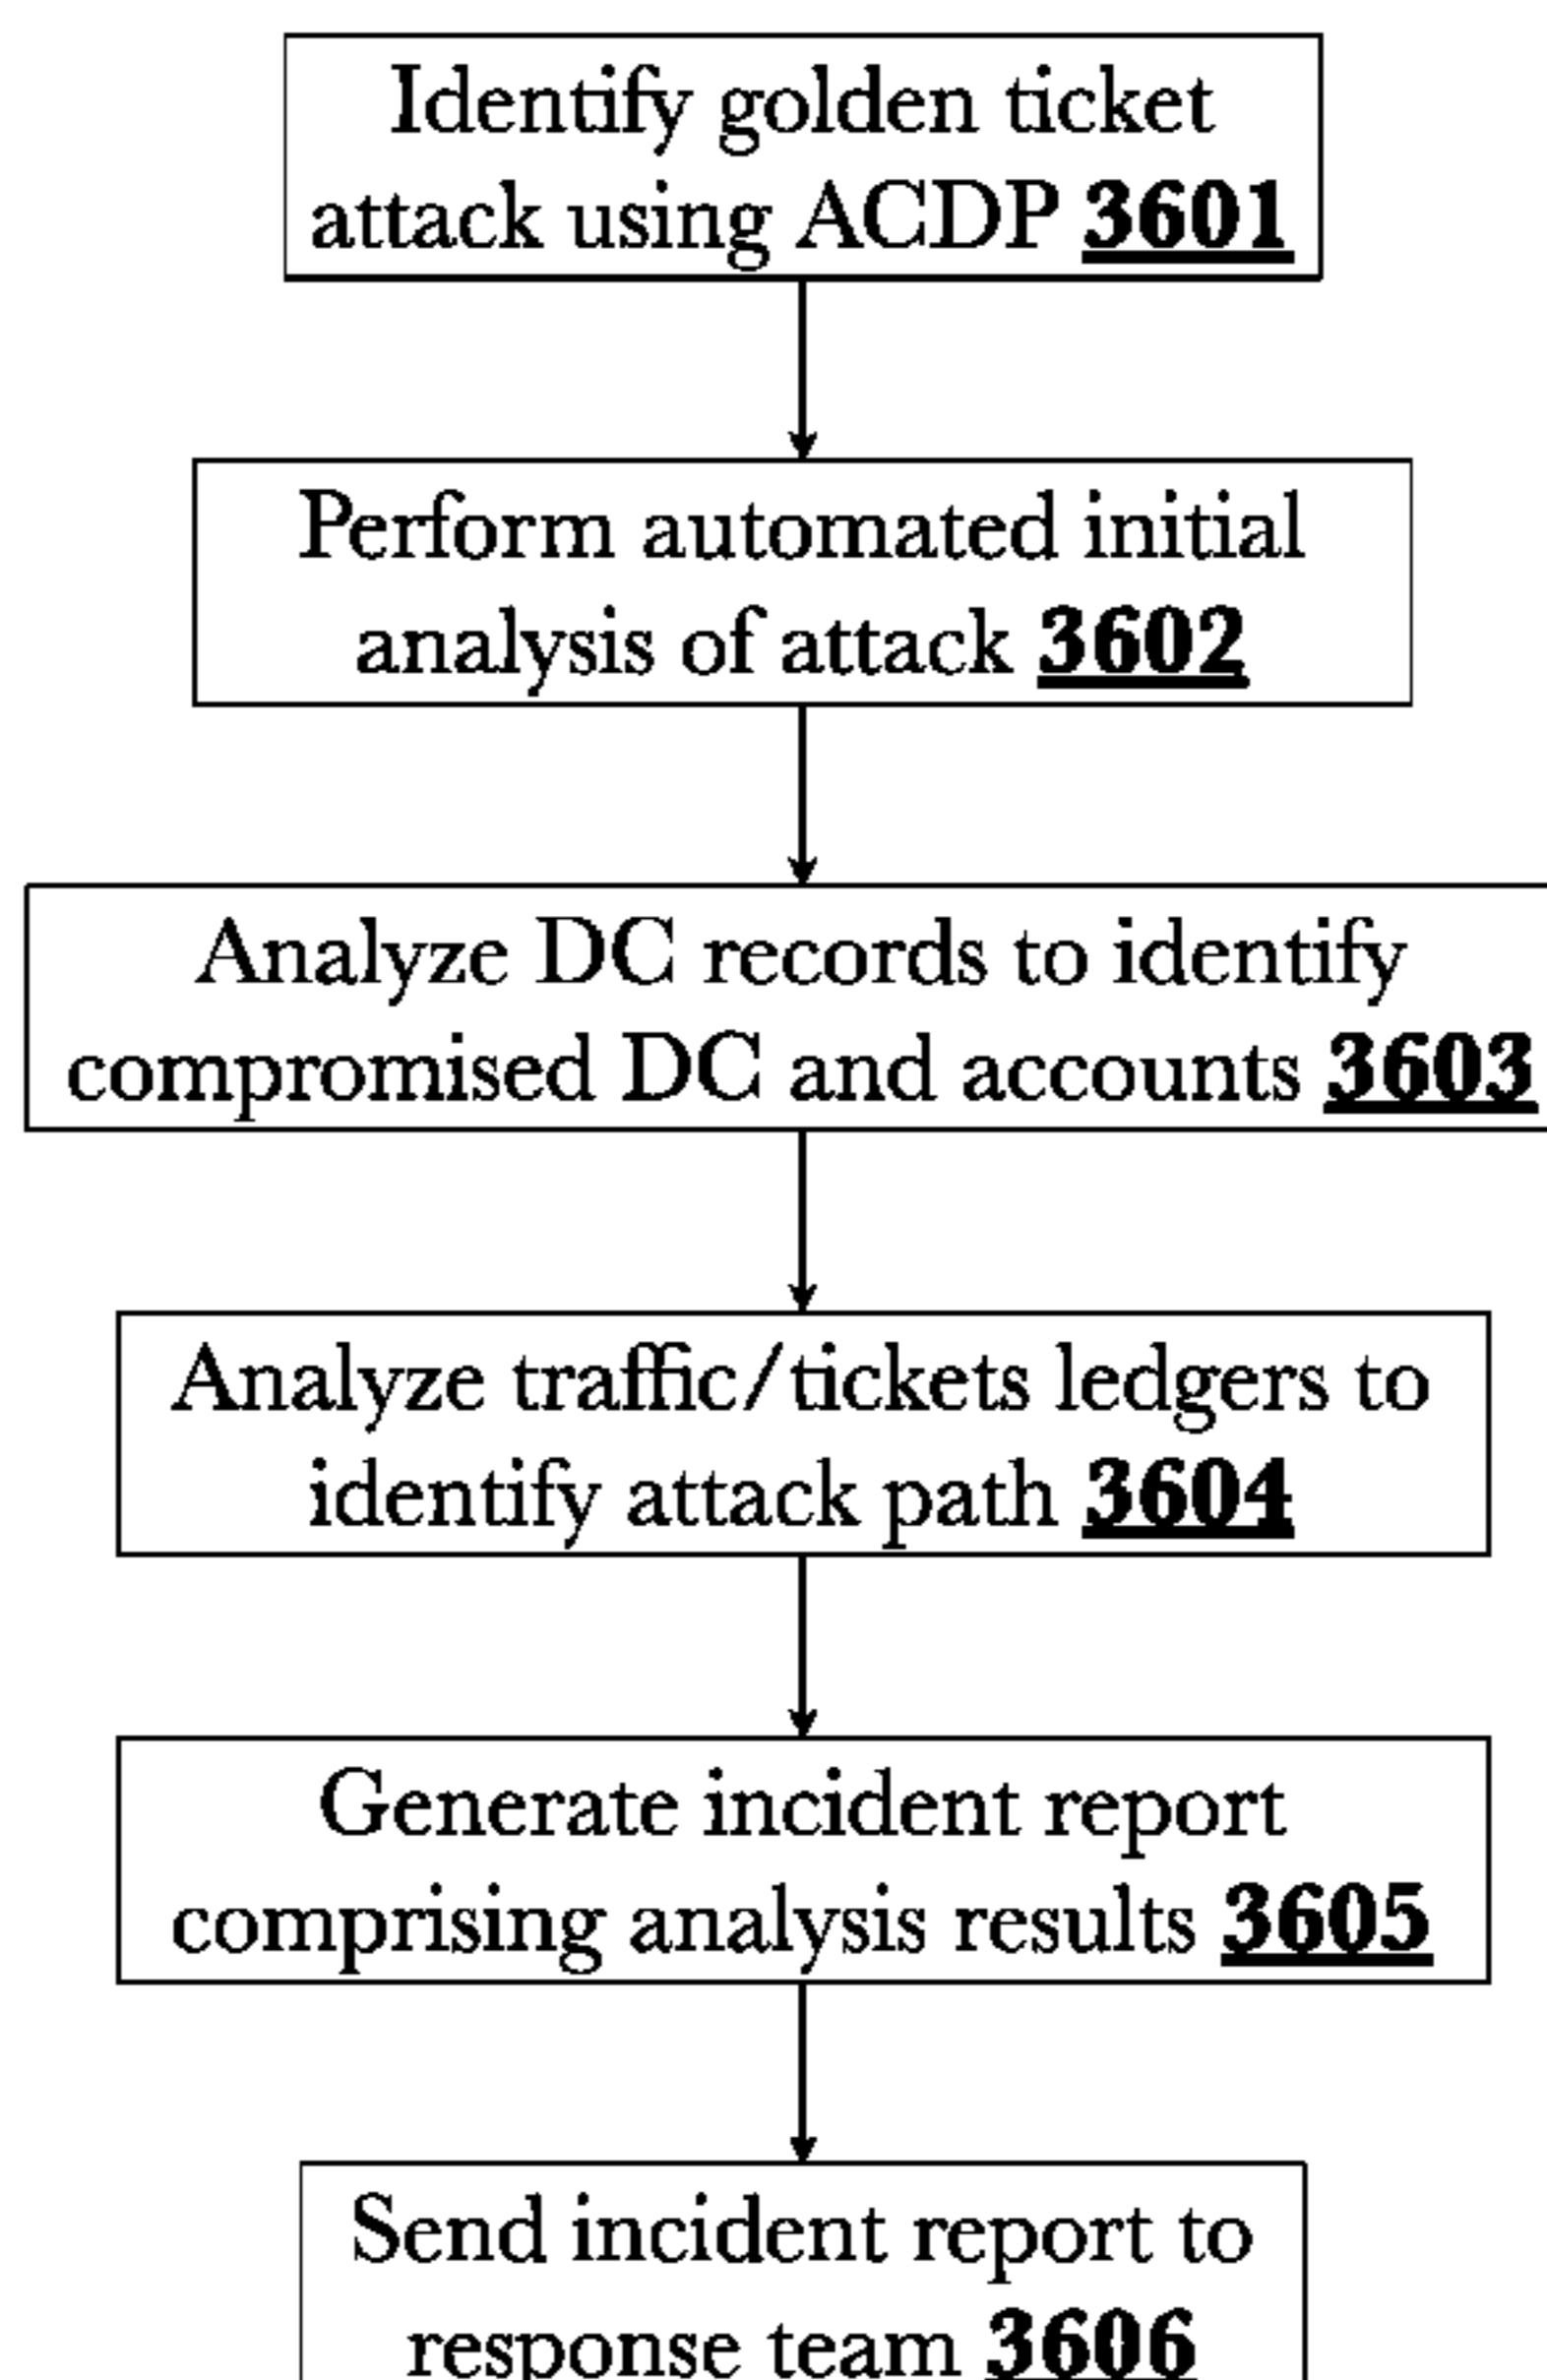 Identify golden ticket
attack using ACDP 3601
Perform automated initial
analysis of attack 3602
Analyze DC records to identify
compromised DC and accounts 3603
Analyze traffic/tickets ledgers to
identify attack path 3604
Generate incident report
comprising analysis results 3605
Send incident report to
response team 3606